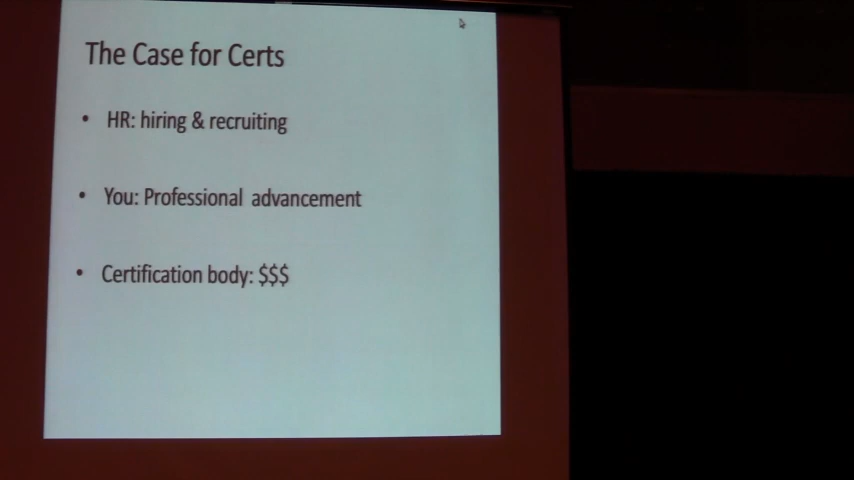 The Case for Certs
• HR: hiring & recruiting
• You: Professional advancement
• Certification body: $$$